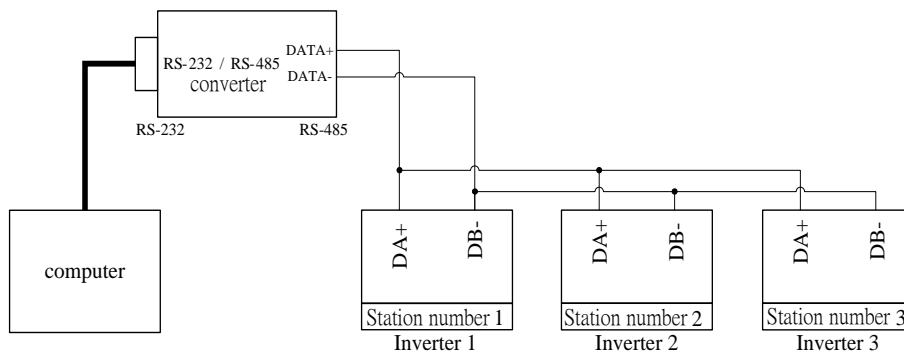 RS-232 / RS-485
converter
DATA+
DATA-
RS-232
RS-485
computer
DA+
DB-
DA+
DB-
DA+
DB-
Station number 1
Station number 2
Station number 3
Inverter 1
Inverter 2
Inverter 3